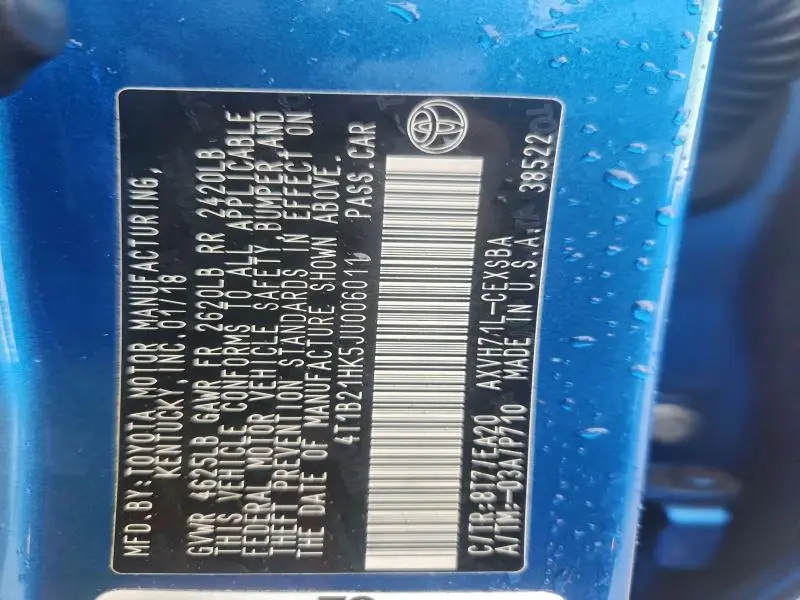 MFD. BY: TOYOTA MOTOR MANUFACTURING,
KENTUCKY, INC. 01/18
GVWR 4625LB GAWR FR 2620LB RR 2420LB
THIS VEHICLE CONFORMS TO ALL APPLICABLE
FEDERAL MOTOR VEHICLE SAFETY, BUMPER, AND
THEFT PREVENTION STANDARDS IN EFFECT ON
THE DATE OF MANUFACTURE SHOWN ABOVE.
4T1B21HK5JU006011 PASS. CAR
C/TR: 8T7/EA20 AXVH71L-CEXSBA
A/TM: -03A/P710 MADE IN U.S.A. 38522